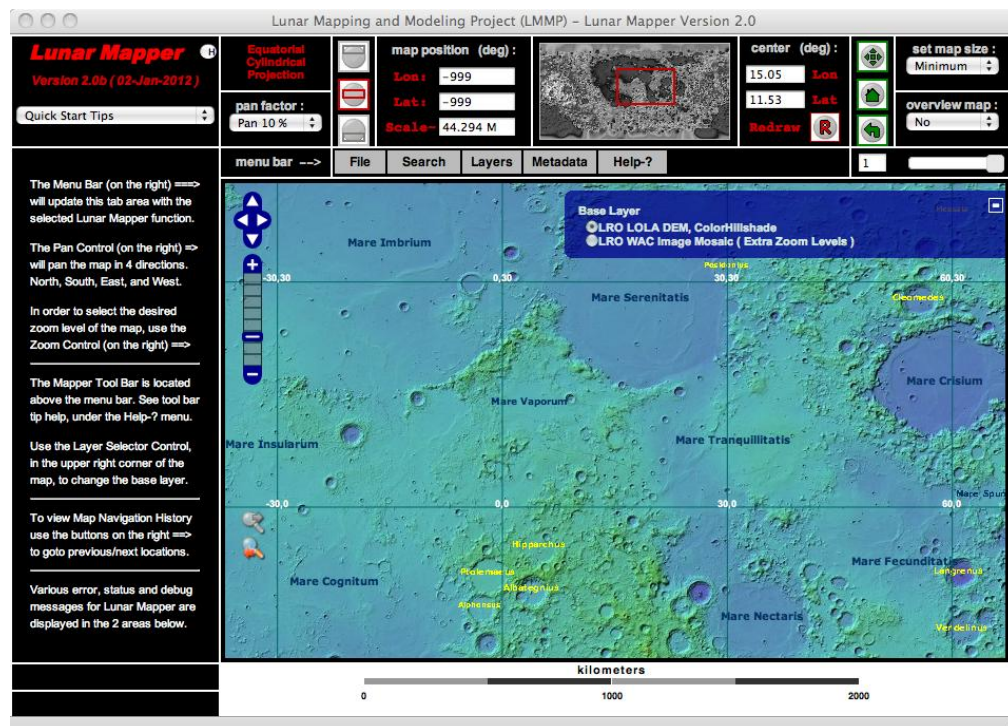 Lunar Mapping and Modeling Project (LMMP) – Lunar Mapper Version 2.0
Lunar Mapper
H
Version 2.0b ( 02-Jan-2012 )
Quick Start Tips
Equatorial
Cylindrical
Projection
pan factor :
Pan 10 %
map position (deg) :
Lon: -999
Lat: -999
Scale~ 44.294 M
center (deg) :
15.05 Lon
11.53 Lat
Redraw R
set map size :
Minimum
overview map :
No
menu bar -->
File
Search
Layers
Metadata
Help-?
1
The Menu Bar (on the right) ===>
will update this tab area with the
selected Lunar Mapper function.
The Pan Control (on the right) =>
will pan the map in 4 directions.
North, South, East, and West.
In order to select the desired
zoom level of the map, use the
Zoom Control (on the right) ==>
The Mapper Tool Bar is located
above the menu bar. See tool bar
tip help, under the Help-? menu.
Use the Layer Selector Control,
in the upper right corner of the
map, to change the base layer.
To view Map Navigation History
use the buttons on the right ==>
to goto previous/next locations.
Various error, status and debug
messages for Lunar Mapper are
displayed in the 2 areas below.
Base Layer
LRO LOLA DEM, ColorHillshade
LRO WAC Image Mosaic ( Extra Zoom Levels )
Mare Imbrium
Posidonius
-30,30
0,30
30,30
60,30
Mare Serenitatis
Cleomedes
Mare Crisium
Mare Vaporum
Mare Insularum
Mare Tranquillitatis
Mare Spu
-30,0
0,0
30,0
60,0
Hipparchus
Mare Fecunditatis
Ptolemaeus
Langrenus
Mare Cognitum
Albategnius
Alphonsus
Mare Nectaris
Vendelinus
kilometers
0
1000
2000